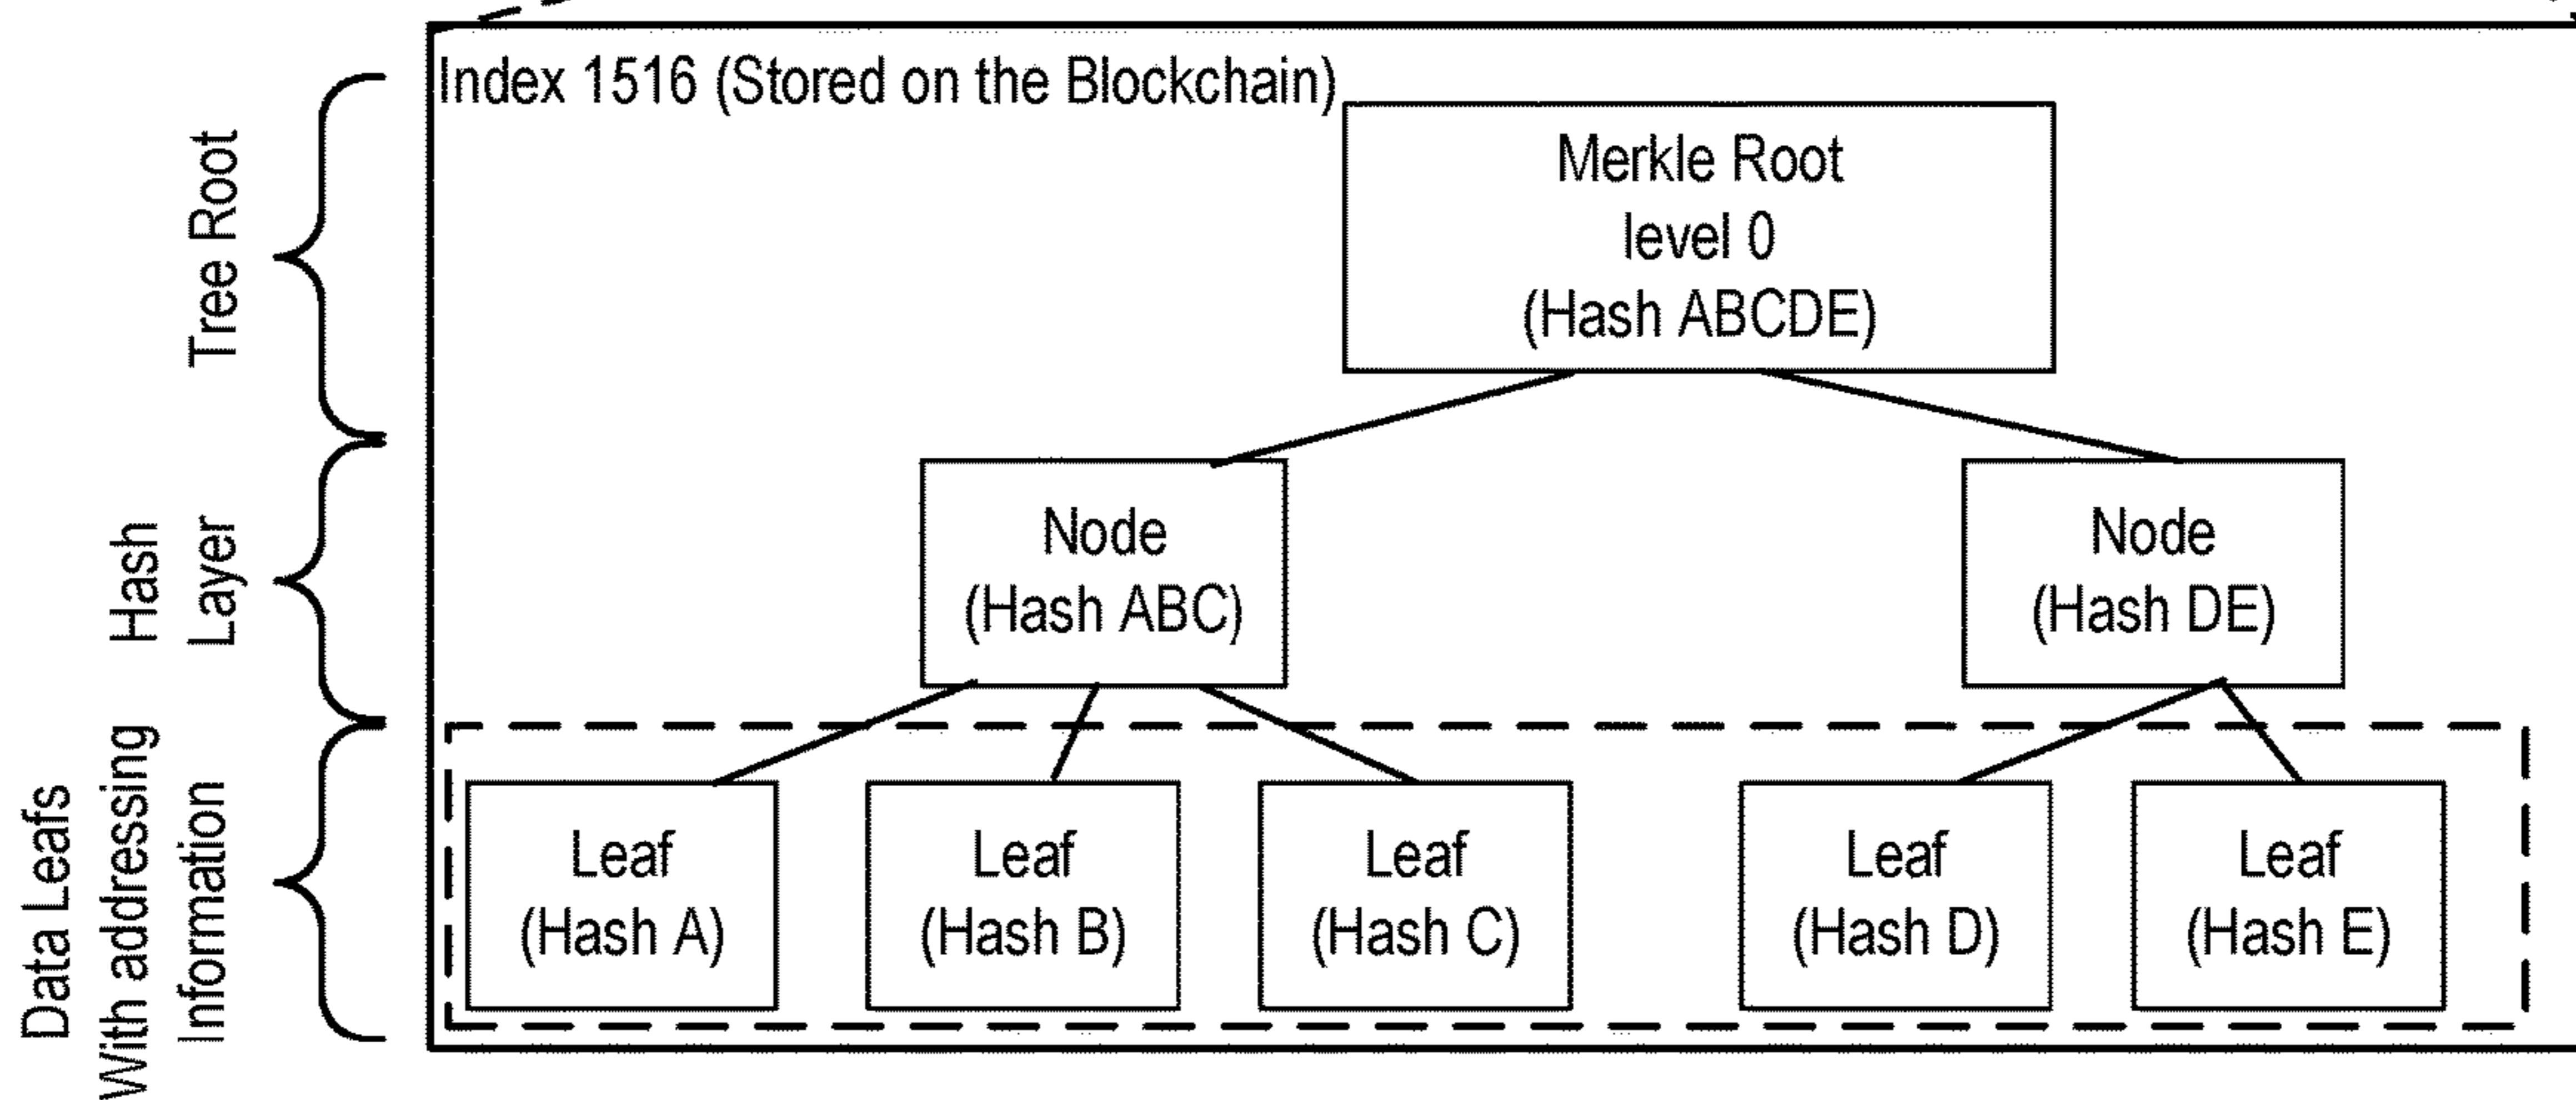 Index 1516 (Stored on the Blockchain)
Tree Root
Merkle Root
level 0
(Hash ABCDE)
Hash
Layer
Node
(Hash ABC)
Node
(Hash DE)
Data Leafs
With addressing
Information
Leaf
(Hash A)
Leaf
(Hash B)
Leaf
(Hash C)
Leaf
(Hash D)
Leaf
(Hash E)